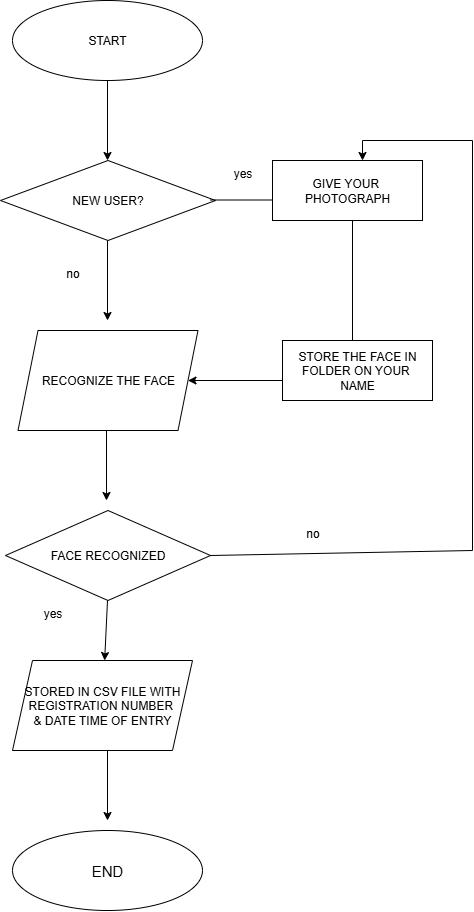 START
NEW USER?
yes
GIVE YOUR
PHOTOGRAPH
no
RECOGNIZE THE FACE
STORE THE FACE IN
FOLDER ON YOUR
NAME
FACE RECOGNIZED
no
yes
STORED IN CSV FILE WITH
REGISTRATION NUMBER
& DATE TIME OF ENTRY
END